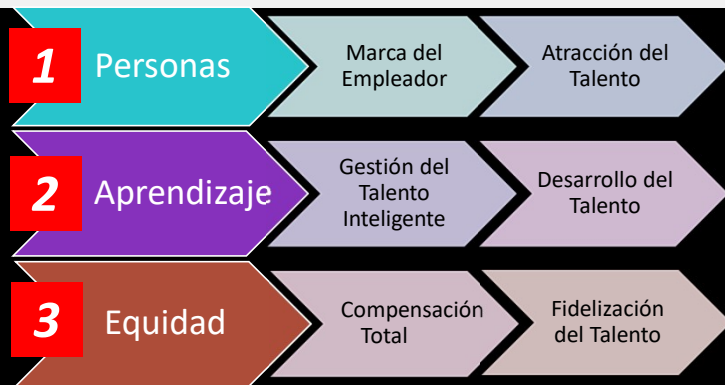 1
Personas
Marca del
Empleador
Atracción del
Talento
2
Aprendizaje
Gestión del
Talento
Inteligente
Desarrollo del
Talento
3
Equidad
Compensación
Total
Fidelización
del Talento